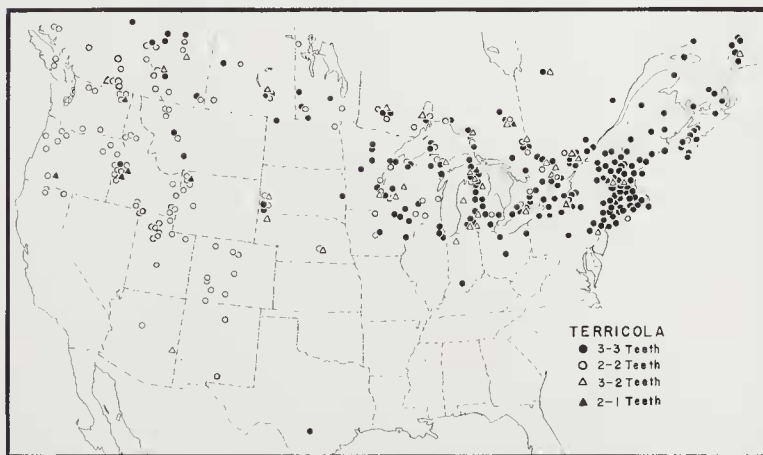 TERRICOLA
● 3-3 Teeth
○ 2-2 Teeth
△ 3-2 Teeth
▲ 2-1 Teeth